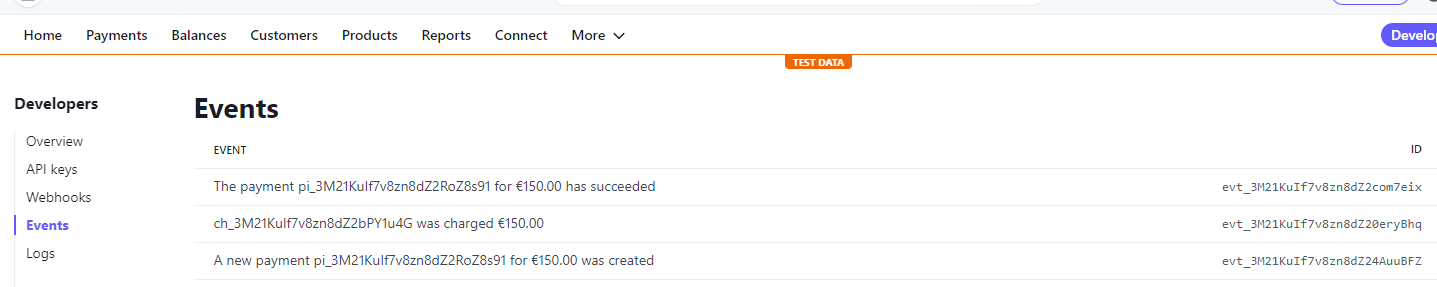 Home Payments Balances Customers Products Reports Connect More
TEST DATA
Developers
Overview
API keys
Webhooks
Events
Logs
Events
EVENT ID
The payment pi_3M21KuIf7v8zn8dZ2RoZ8s91 for €150.00 has succeeded evt_3M21KuIf7v8zn8dZ2com7eix
ch_3M21KuIf7v8zn8dZ2bPY1u4G was charged €150.00 evt_3M21KuIf7v8zn8dZ20eryBhq
A new payment pi_3M21KuIf7v8zn8dZ2RoZ8s91 for €150.00 was created evt_3M21KuIf7v8zn8dZ24AuuBFZ